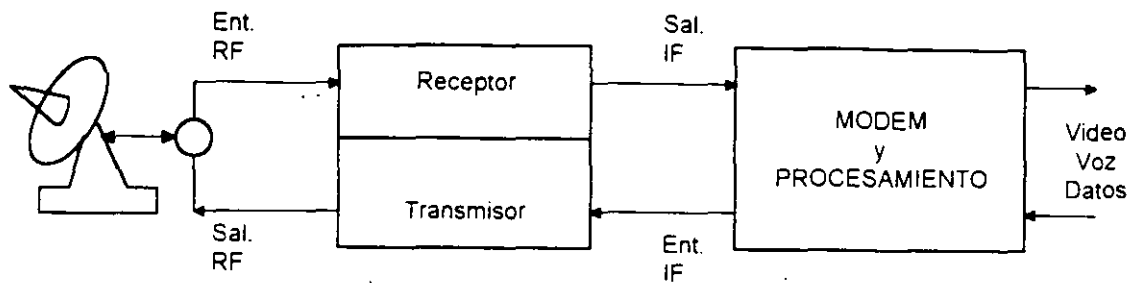 Ent.
RF
Sal.
IF
Receptor
MODEM
y
PROCESAMIENTO
Video
Voz
Datos
Transmisor
Sal.
RF
Ent.
IF